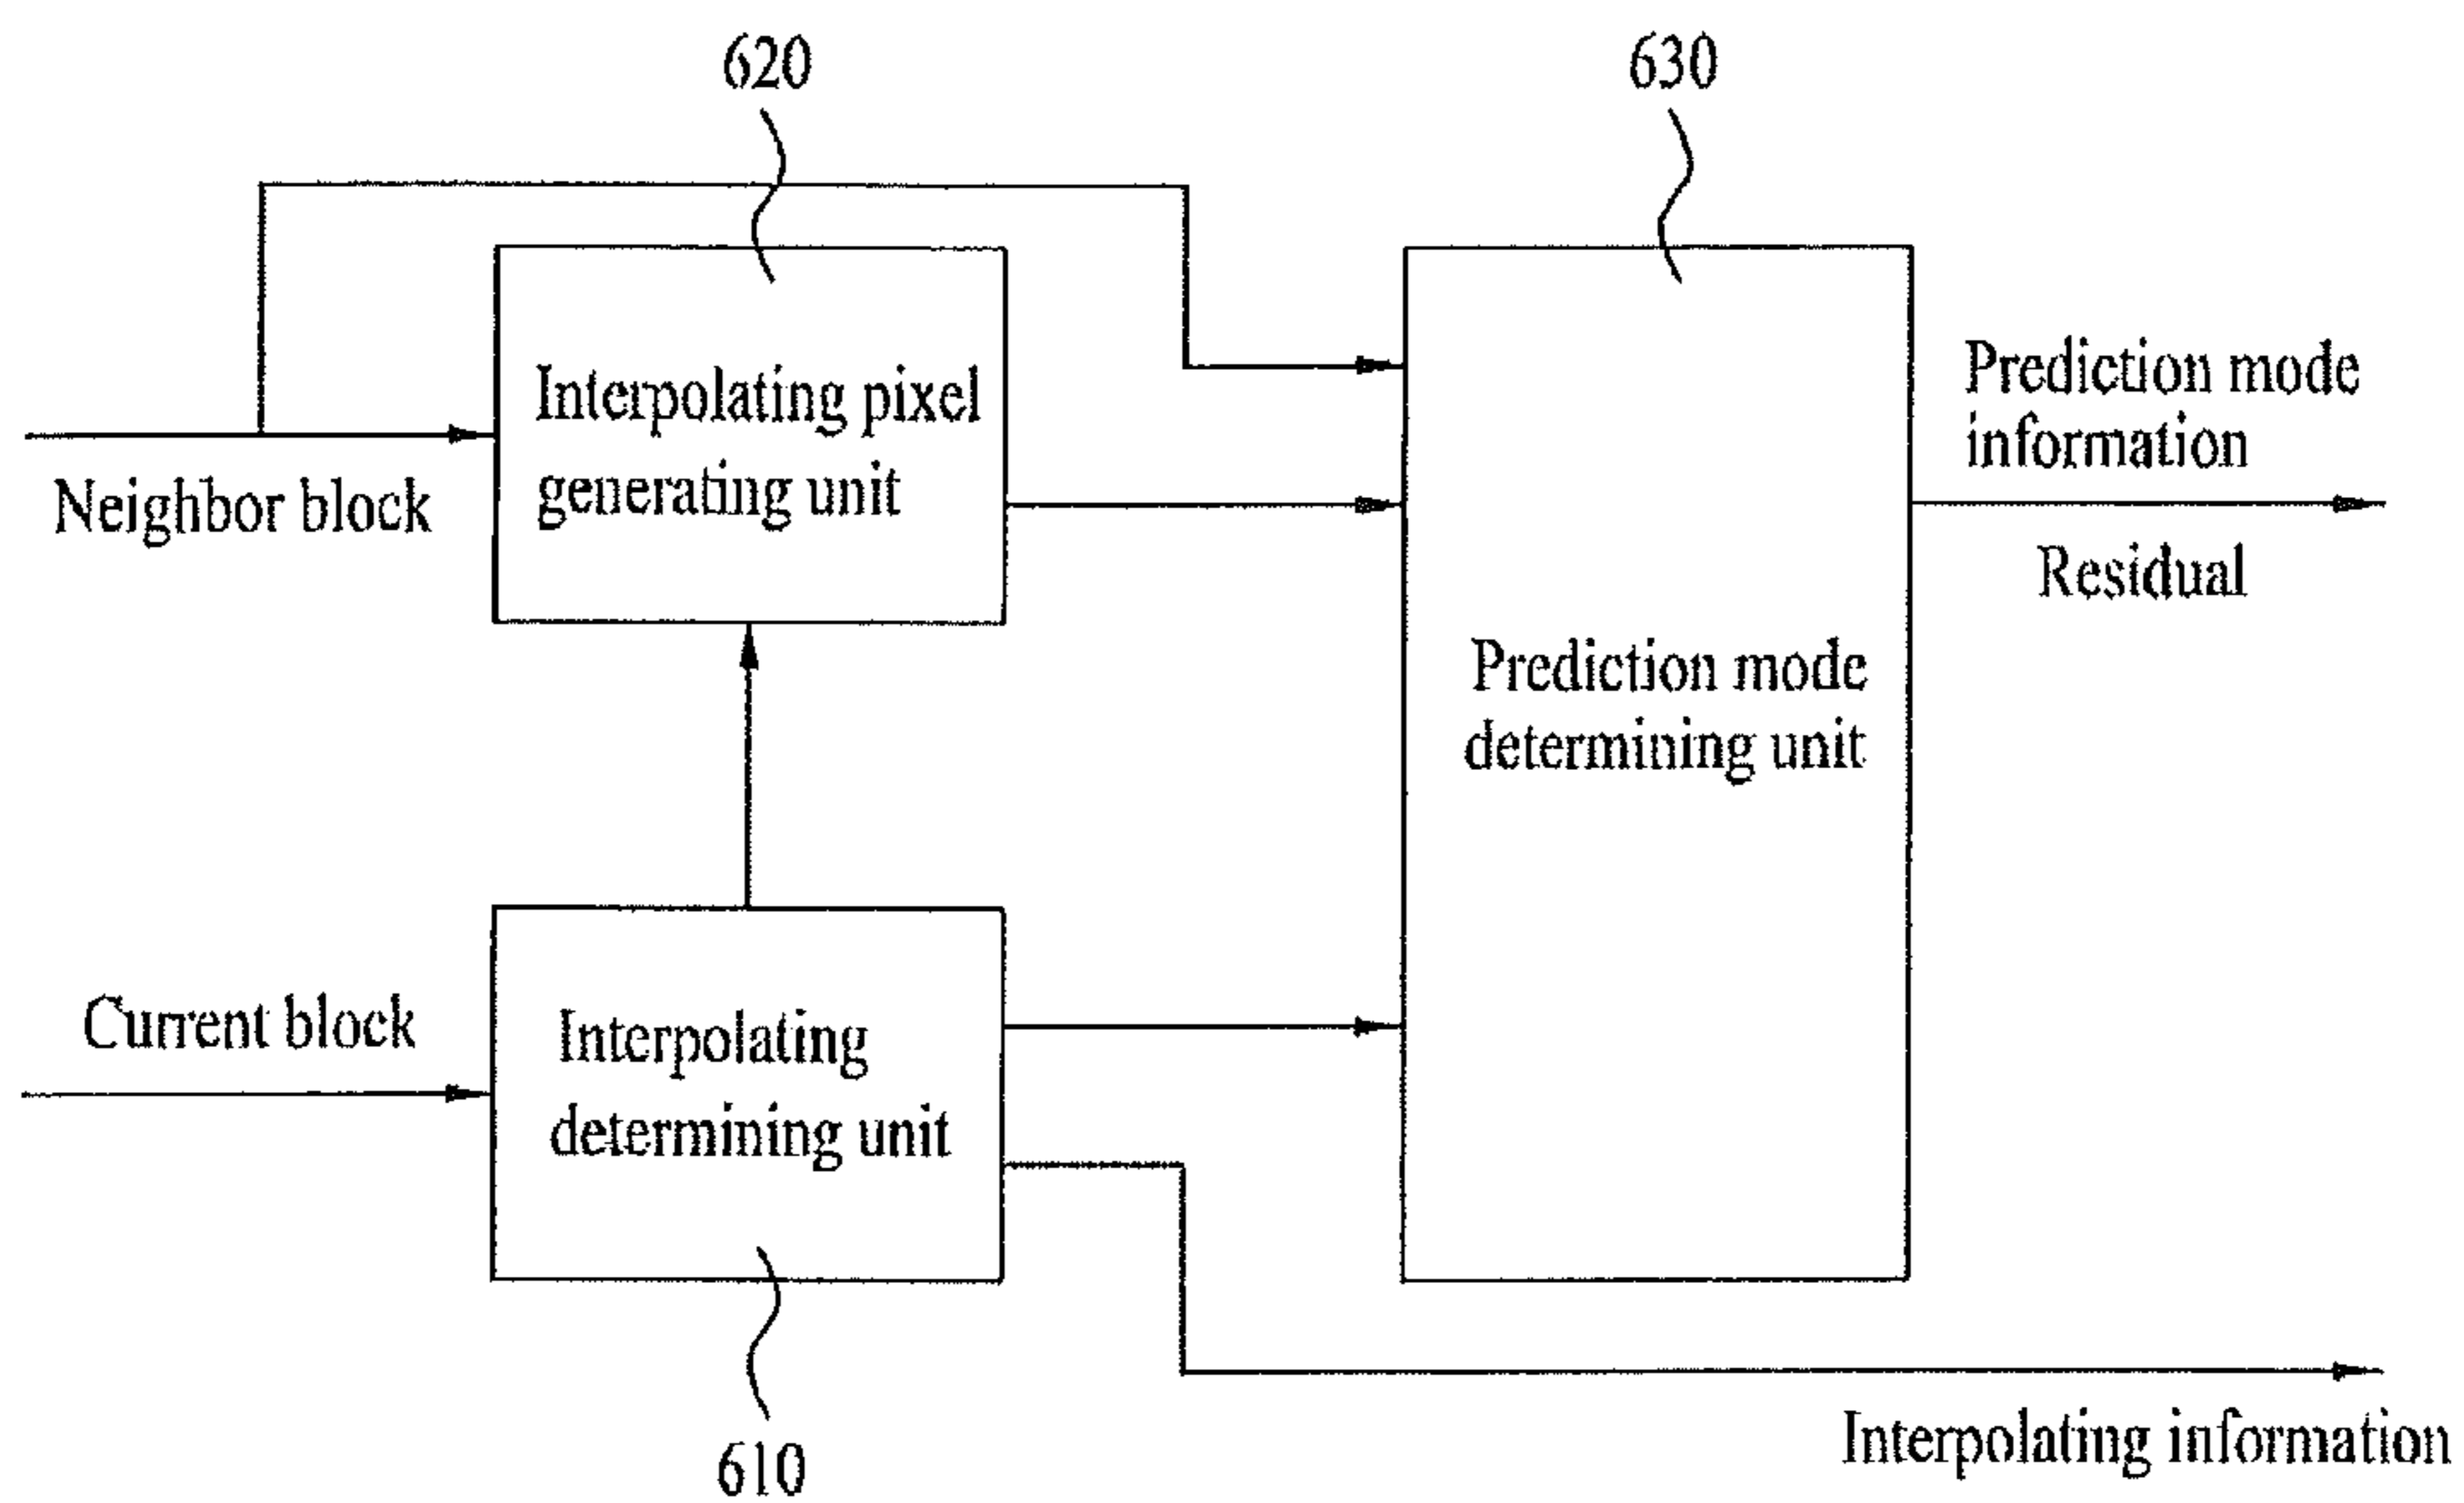 620
630
Interpolating pixel
generating unit
Neighbor block
Prediction mode
information
Residual
Prediction mode
determining unit
Current block
Interpolating
determining unit
610
Interpolating information